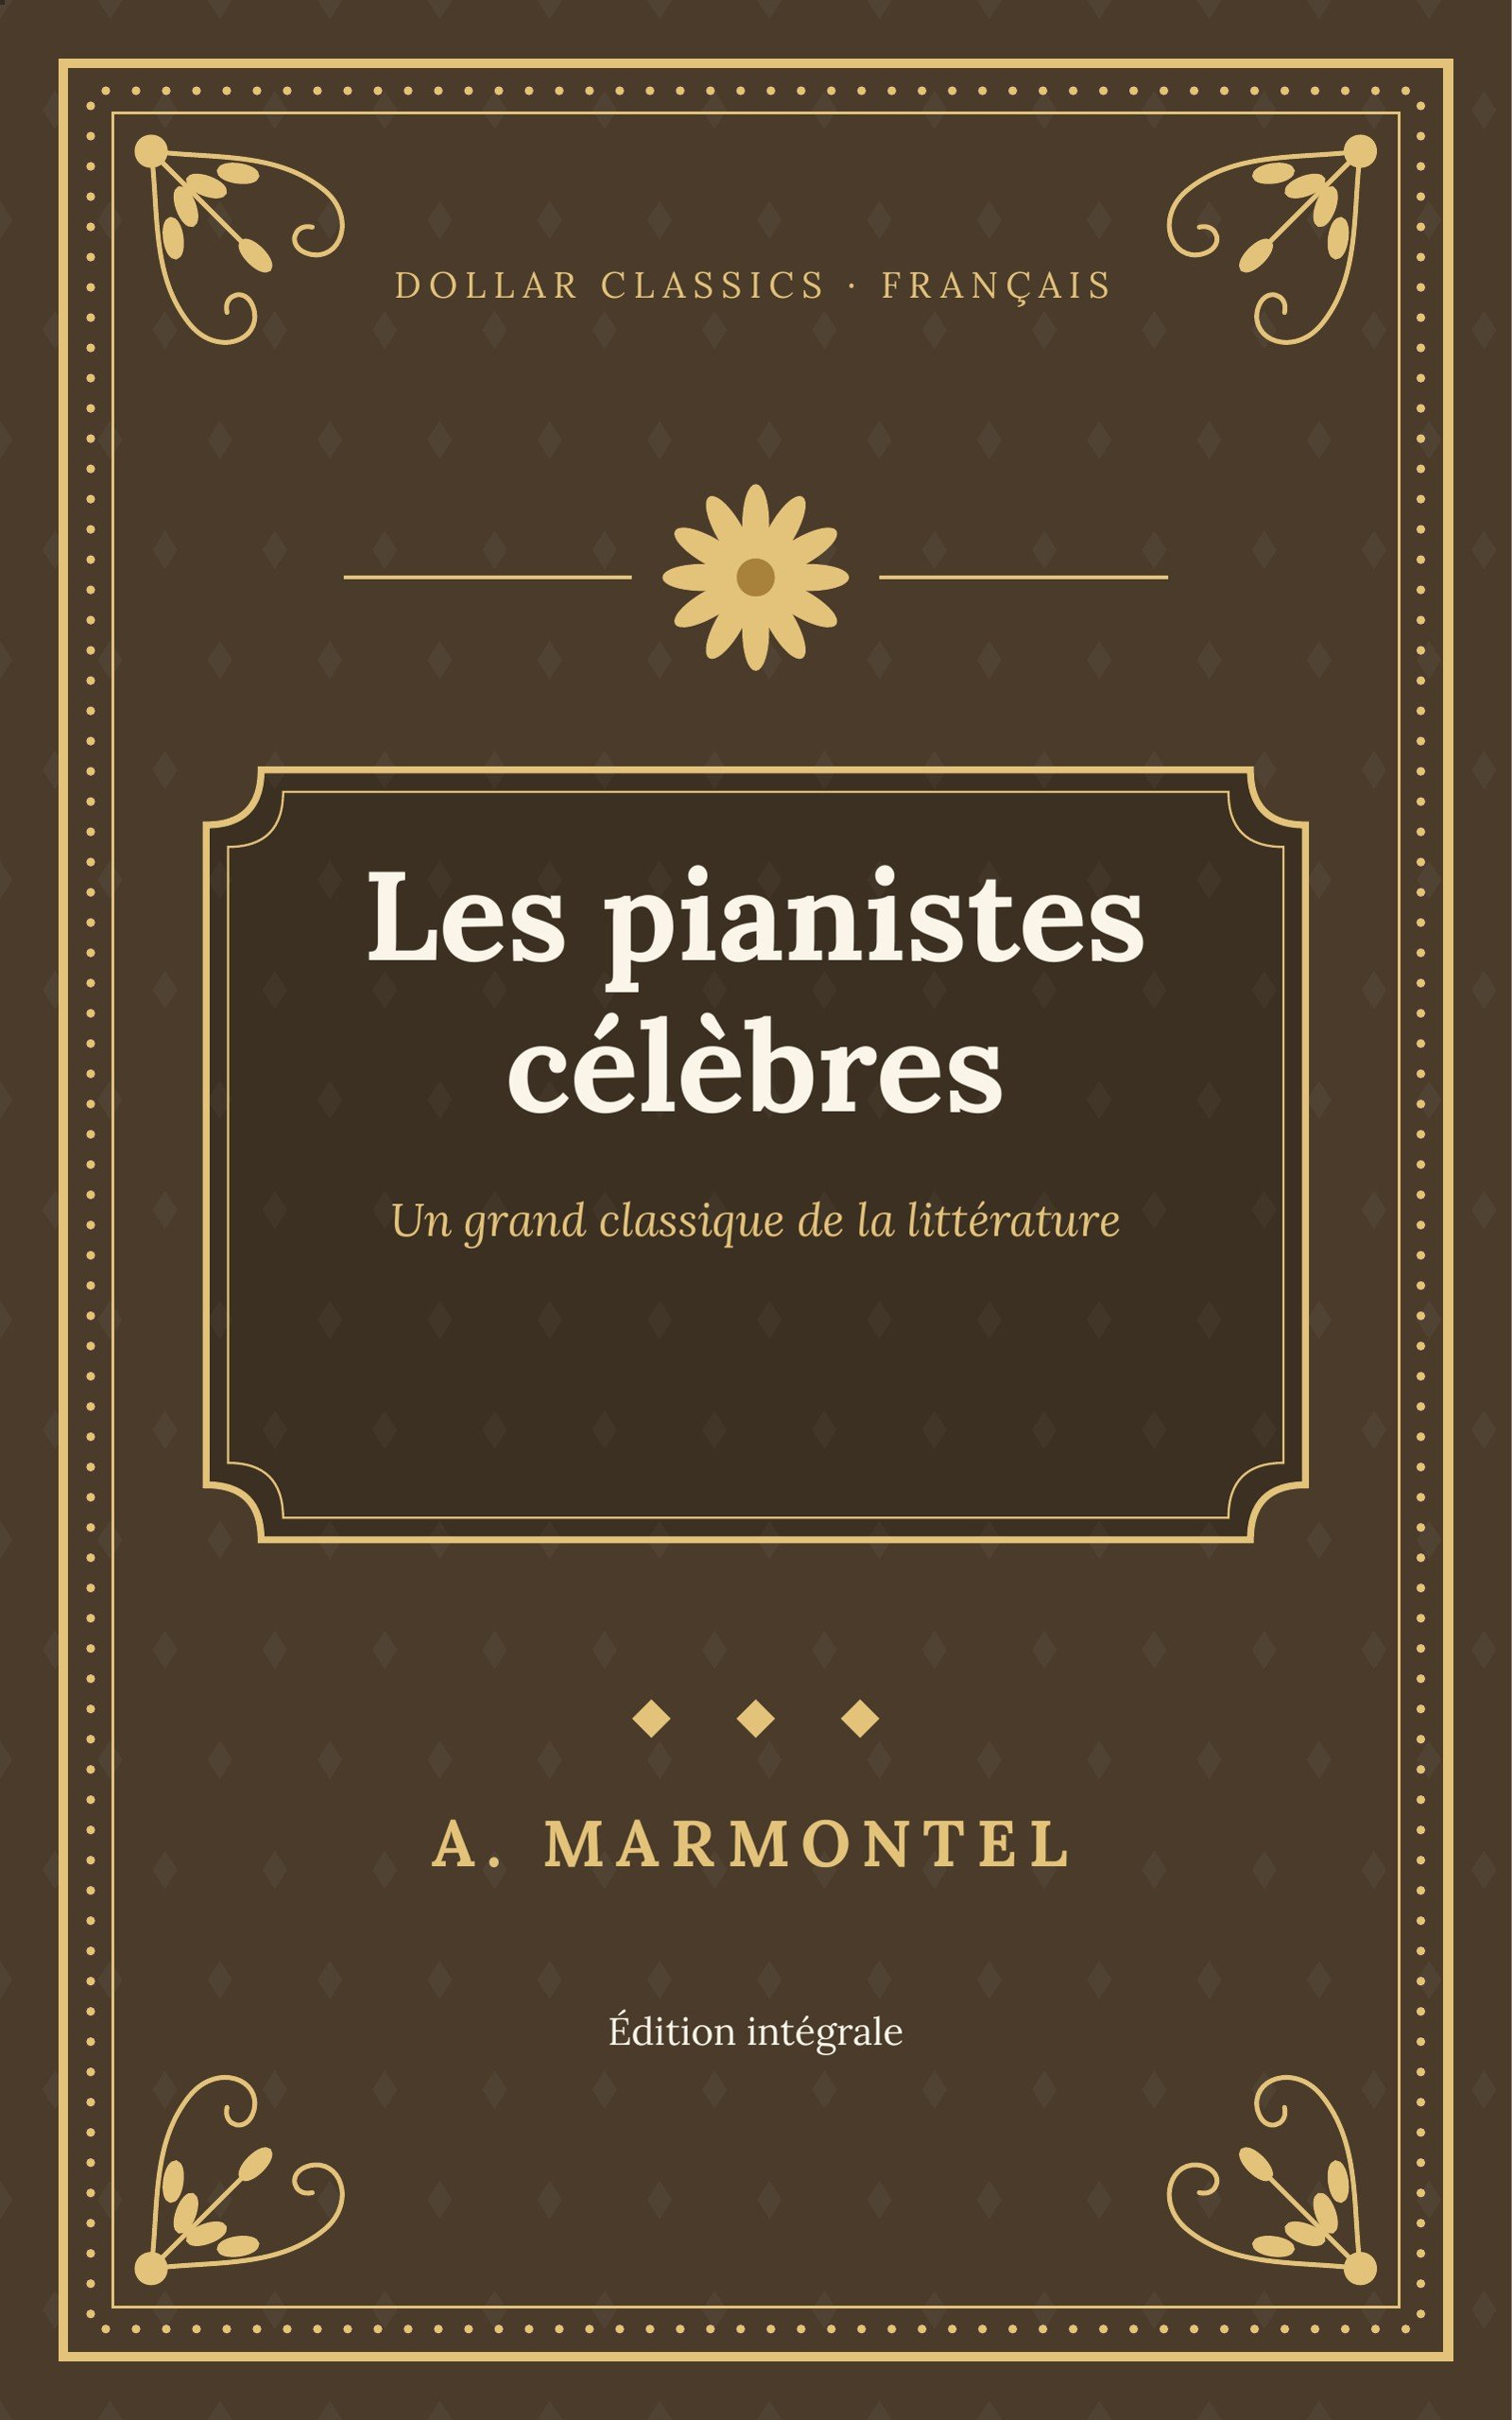 DOLLAR CLASSICS · FRANÇAIS
Les pianistes
célèbres
Un grand classique de la littérature
A. MARMONTEL
Édition intégrale